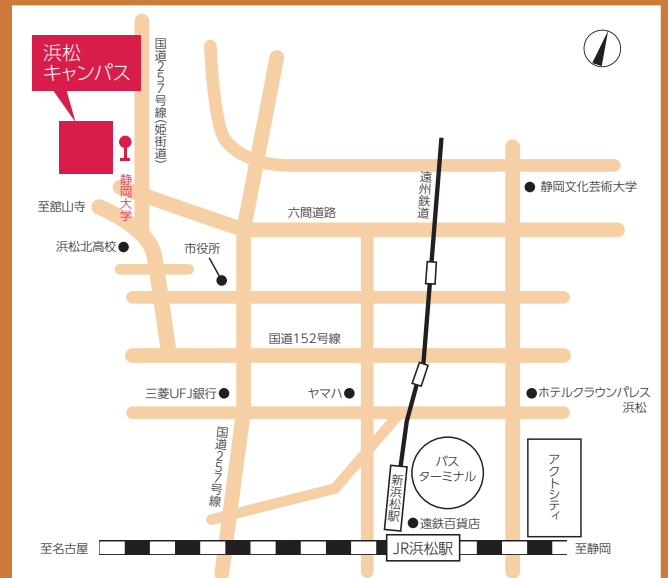 浜松
キャンパス
国道257号線(姫街道)
静岡大学
至舘山寺
浜松北高校
市役所
六間道路
遠州鉄道
静岡文化芸術大学
国道152号線
三菱UFJ銀行
ヤマハ
ホテルクラウンパレス
浜松
国道257号線
バス
ターミナル
アクトシティ
新浜松駅
遠鉄百貨店
至名古屋
JR浜松駅
至静岡